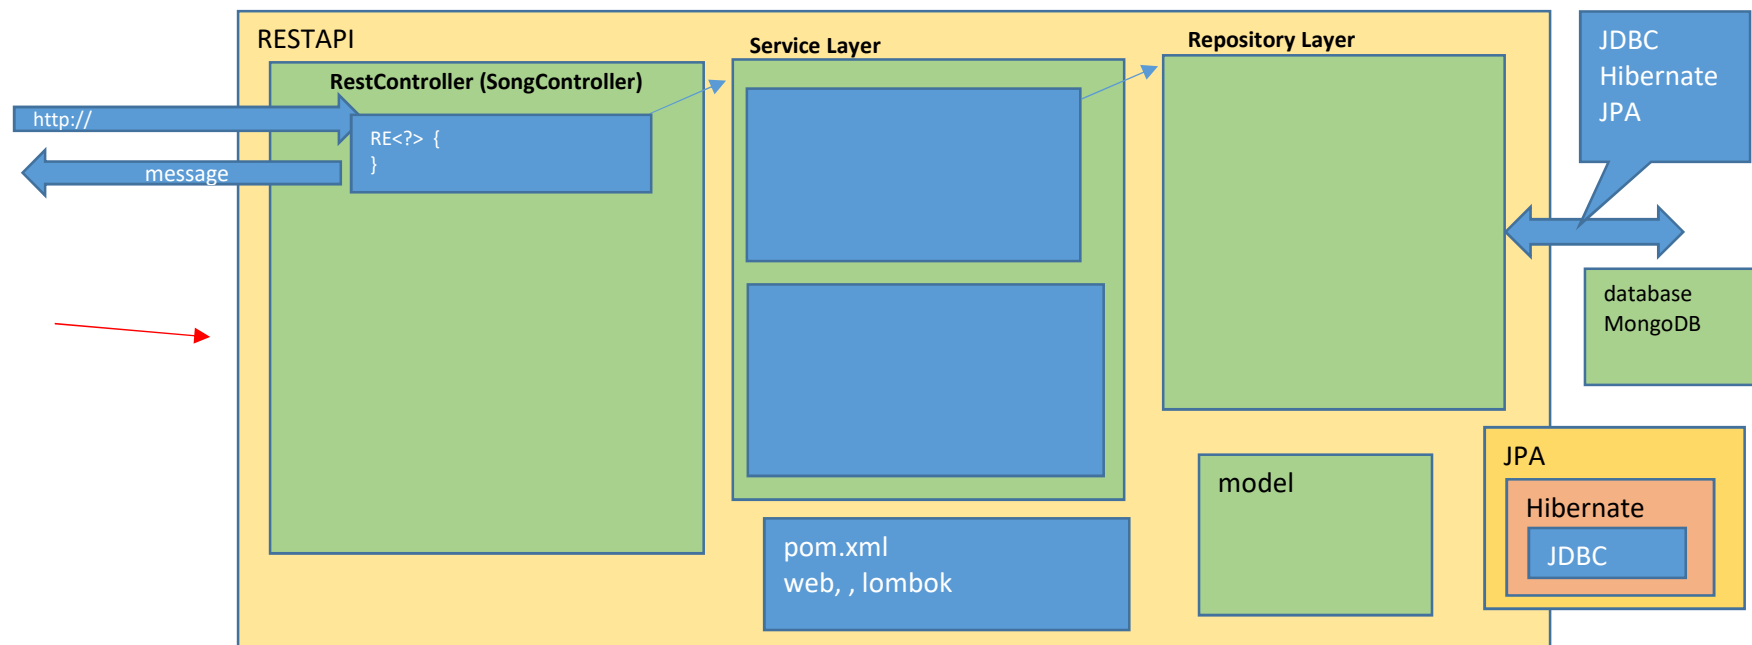 RESTAPI
Service Layer
Repository Layer
RestController (SongController)
http://
RE<?> {
}
message
JDBC
Hibernate
JPA
database
MongoDB
model
pom.xml
web, , lombok
JPA
Hibernate
JDBC